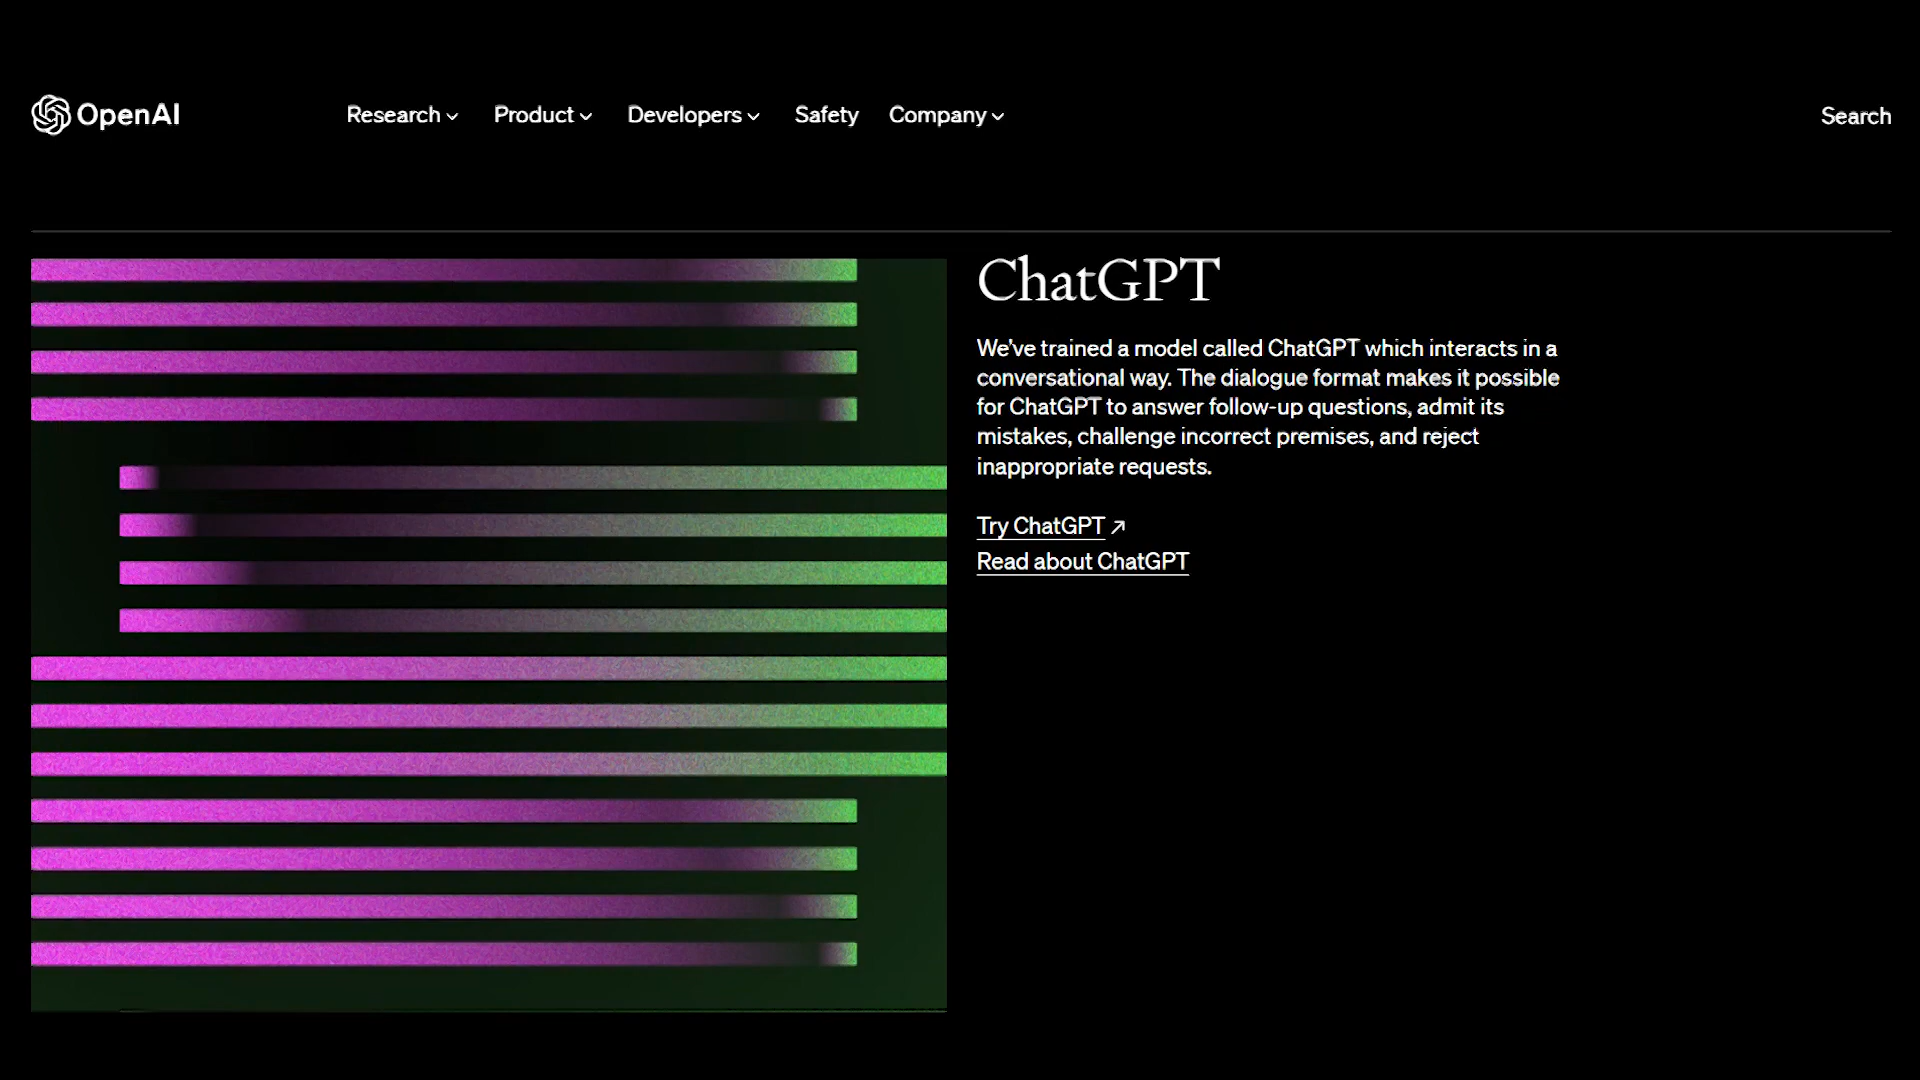 OpenAI
Research
Product
Developers
Safety
Company
Search
ChatGPT
We've trained a model called ChatGPT which interacts in a
conversational way. The dialogue format makes it possible
for ChatGPT to answer follow-up questions, admit its
mistakes, challenge incorrect premises, and reject
inappropriate requests.
Try ChatGPT ↗
Read about ChatGPT